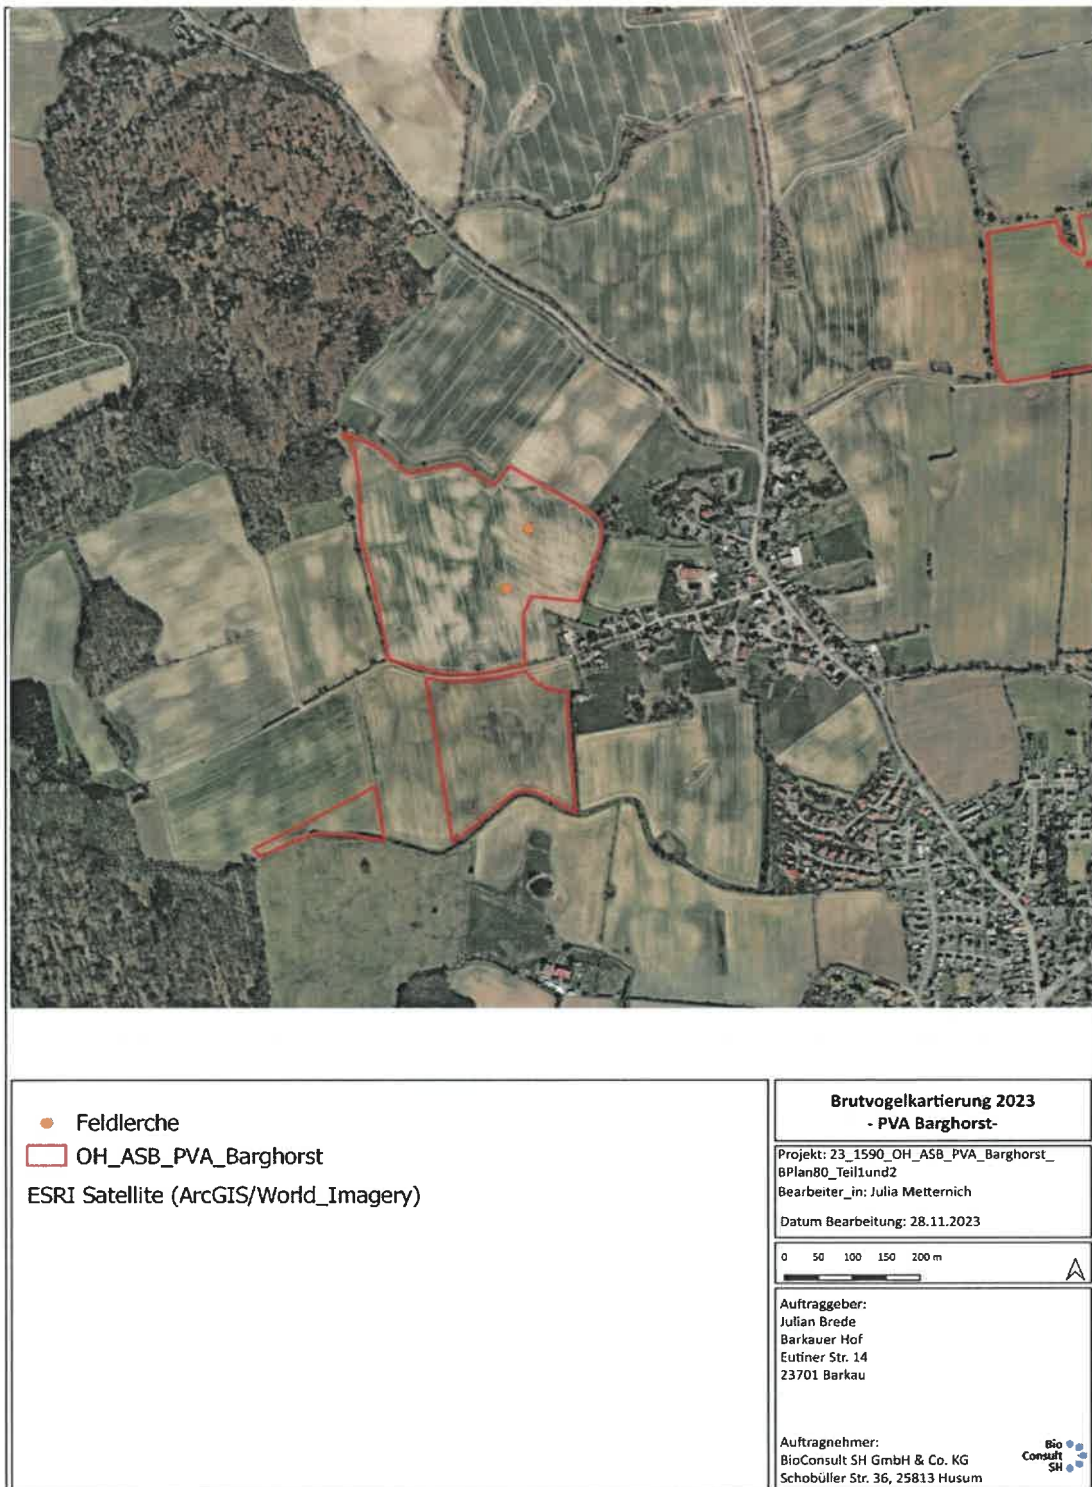 Feldlerche
OH_ASB_PVA_Barghorst
ESRI Satellite (ArcGIS/World_Imagery)
Brutvogelkartierung 2023
- PVA Barghorst-
Projekt: 23_1590_OH_ASB_PVA_Barghorst_
BPlan80_Teil1und2
Bearbeiter_in: Julia Metternich
Datum Bearbeitung: 28.11.2023
0 50 100 150 200 m
Auftraggeber:
Julian Brede
Barkauer Hof
Eutiner Str. 14
23701 Barkau
Auftragnehmer:
BioConsult SH GmbH & Co. KG
Schobüller Str. 36, 25813 Husum
Bio
Consult
SH